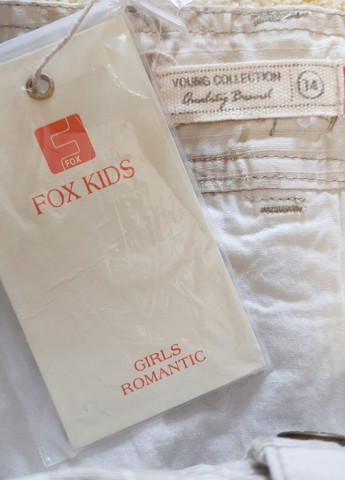 FOX
FOX KIDS
GIRLS
ROMANTIC
YOUNG COLLECTION
Quality Brand
14